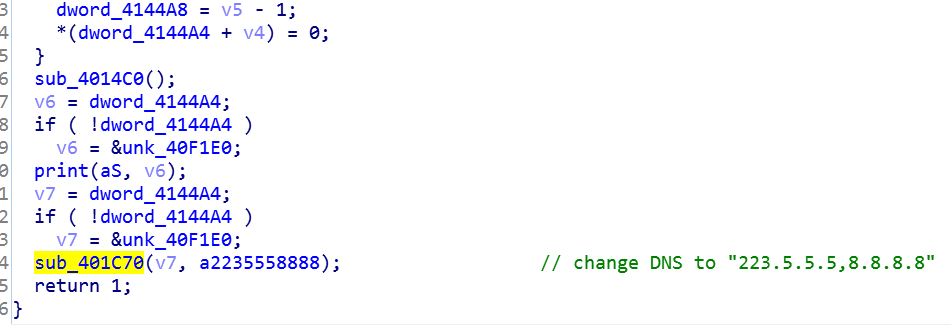 3 dword_4144A8 = v5 - 1;
4 *(dword_4144A4 + v4) = 0;
5 }
6 sub_4014C0();
7 v6 = dword_4144A4;
8 if ( !dword_4144A4 )
9 v6 = &unk_40F1E0;
0 print(aS, v6);
1 v7 = dword_4144A4;
2 if ( !dword_4144A4 )
3 v7 = &unk_40F1E0;
4 sub_401C70(v7, a2235558888); // change DNS to "223.5.5.5,8.8.8.8"
5 return 1;
6 }